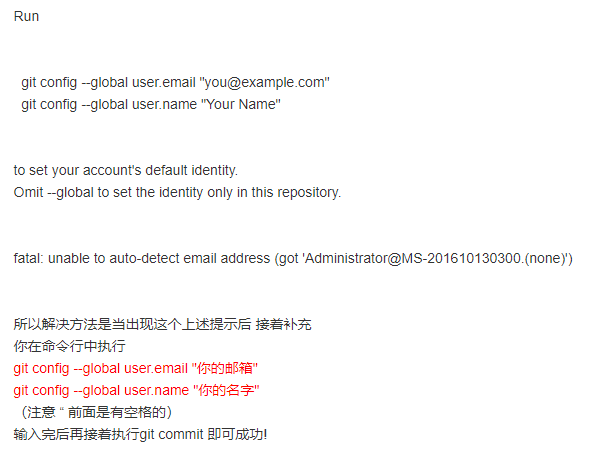 Run
git config --global user.email "you@example.com"
git config --global user.name "Your Name"
to set your account's default identity.
Omit --global to set the identity only in this repository.
fatal: unable to auto-detect email address (got 'Administrator@MS-201610130300.(none)')
所以解决方法是当出现这个上述提示后 接着补充
你在命令行中执行
git config --global user.email "你的邮箱"
git config --global user.name "你的名字"
（注意 “ 前面是有空格的）
输入完后再接着执行git commit 即可成功!